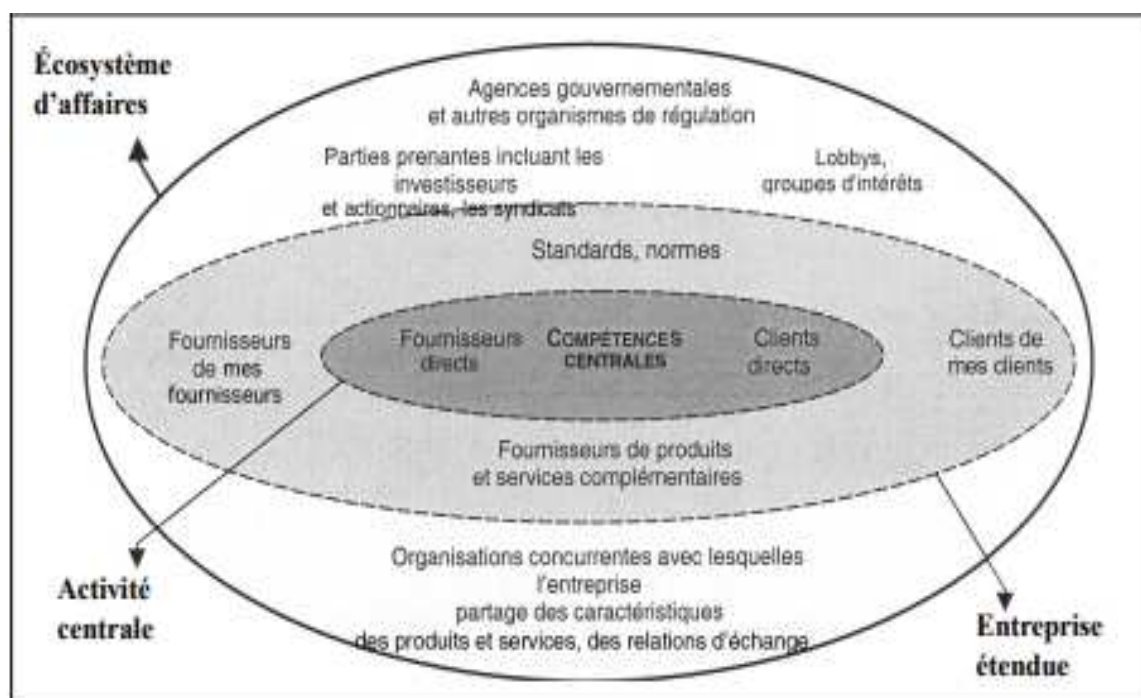 Écosystème
d'affaires
Agences gouvernementales
et autres organismes de régulation
Parties prenantes incluant les
investisseurs
et actionnaires, les syndicats
Lobbys,
groupes d'intérêts
Standards, normes
Fournisseurs
de mes
fournisseurs
Fournisseurs
directs
COMPÉTENCES
CENTRALES
Clients
directs
Clients de
mes clients
Fournisseurs de produits
et services complémentaires
Organisations concurrentes avec lesquelles
l'entreprise
partage des caractéristiques
des produits et services, des relations d'échange
Activité
centrale
Entreprise
étendue